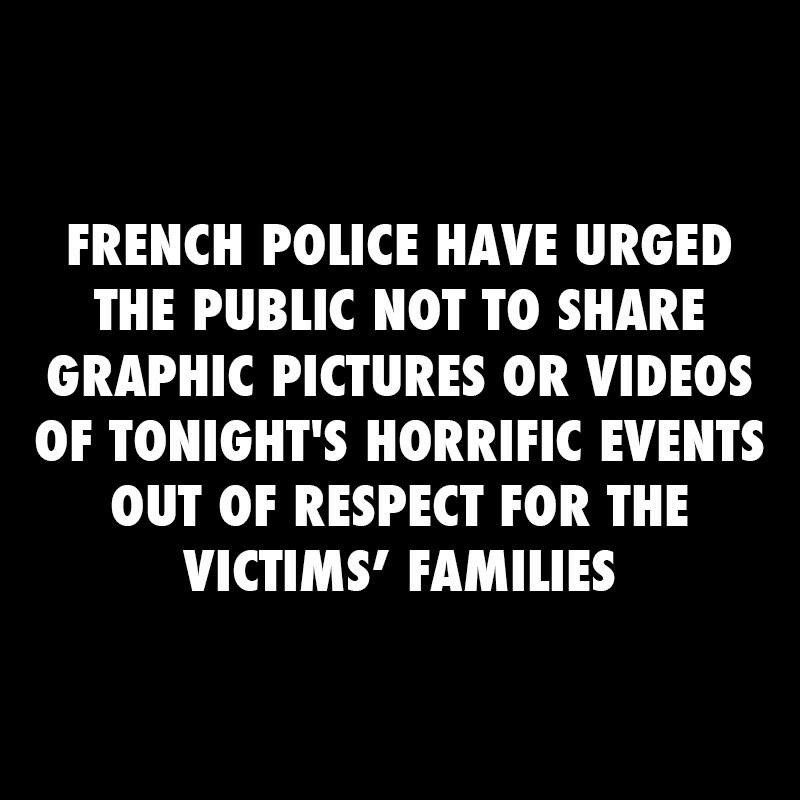 FRENCH POLICE HAVE URGED
THE PUBLIC NOT TO SHARE
GRAPHIC PICTURES OR VIDEOS
OF TONIGHT'S HORRIFIC EVENTS
OUT OF RESPECT FOR THE
VICTIMS’ FAMILIES